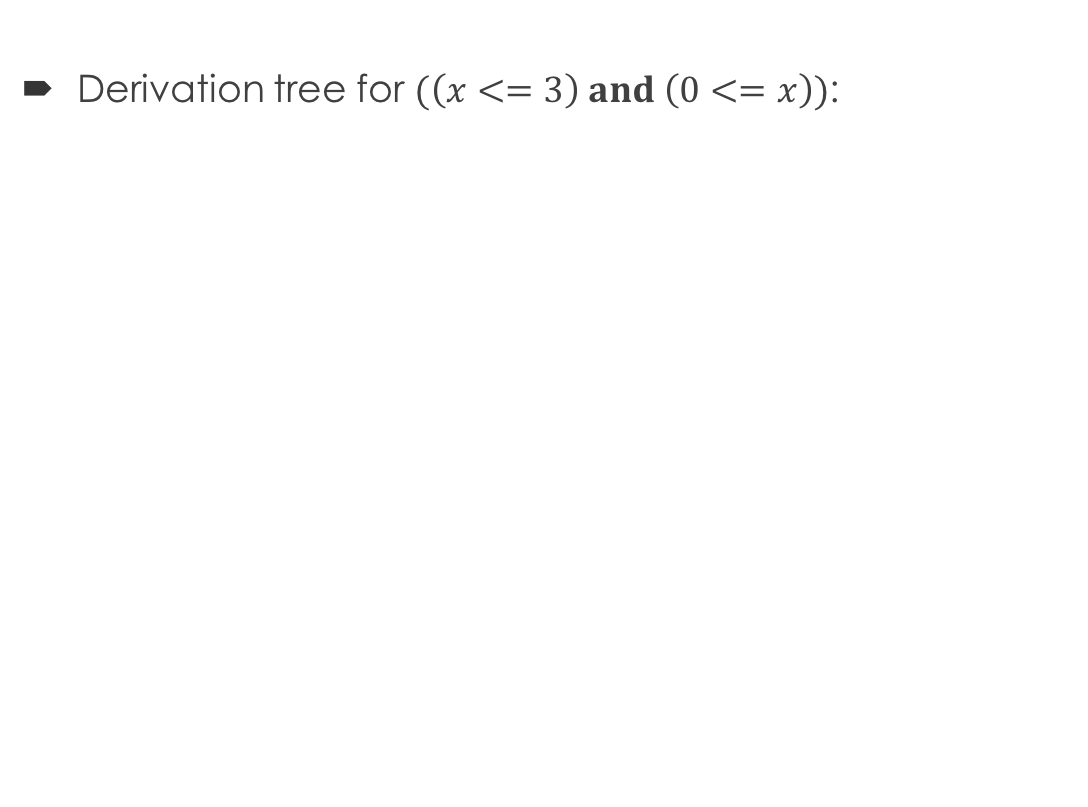 Derivation tree for ((x <= 3) and (0 <= x)):